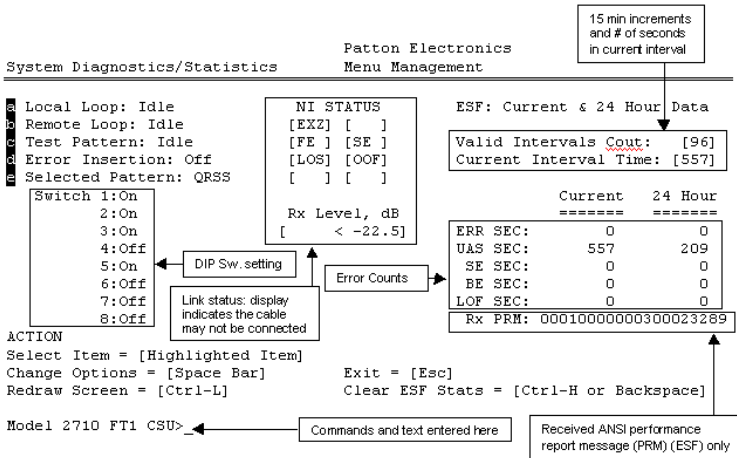 15 min increments
and # of seconds
in current interval
Patton Electronics
System Diagnostics/Statistics Menu Management
a Local Loop: Idle
b Remote Loop: Idle
c Test Pattern: Idle
d Error Insertion: Off
e Selected Pattern: QRSS
Switch 1:On
2:On
3:On
4:Off
5:On
6:Off
7:Off
8:Off
DIP Sw. setting
NI STATUS
[EXZ] [ ]
[FE ] [SE ]
[LOS] [OOF]
[ ] [ ]
Rx Level, dB
[ < -22.5]
Link status: display
indicates the cable
may not be connected
ESF: Current & 24 Hour Data
Valid Intervals Cout: [96]
Current Interval Time: [557]
Current 24 Hour
======= =======
ERR SEC: 0 0
UAS SEC: 557 209
SE SEC: 0 0
BE SEC: 0 0
LOF SEC: 0 0
Error Counts
Rx PRM: 00010000000300023289
ACTION
Select Item = [Highlighted Item]
Change Options = [Space Bar] Exit = [Esc]
Redraw Screen = [Ctrl-L] Clear ESF Stats = [Ctrl-H or Backspace]
Model 2710 FT1 CSU>_
Commands and text entered here
Received ANSI performance
report message (PRM) (ESF) only